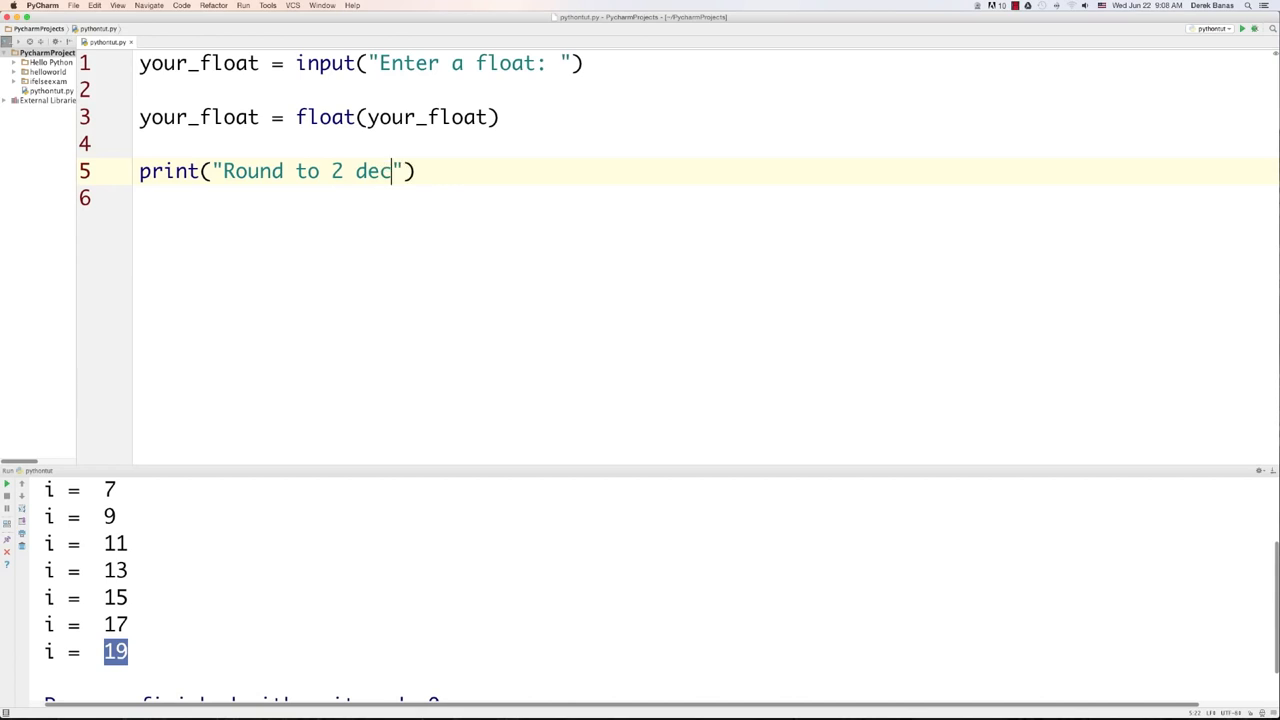 PyCharm File Edit View Navigate Code Refactor Run Tools VCS Window Help 10 Wed Jun 22 9:08 AM Derek Banas
pythontut.py - PycharmProjects - [~/PycharmProjects]
PycharmProjects pythontut.py pythontut
pythontut.py
PycharmProject
Hello Python
helloworld
ifelseexam
pythontut.py
External Librarie
1 your_float = input("Enter a float: ")
2
3 your_float = float(your_float)
4
5 print("Round to 2 dec")
6
Run pythontut
i = 7
i = 9
i = 11
i = 13
i = 15
i = 17
i = 19
5:22 LF UTF-8